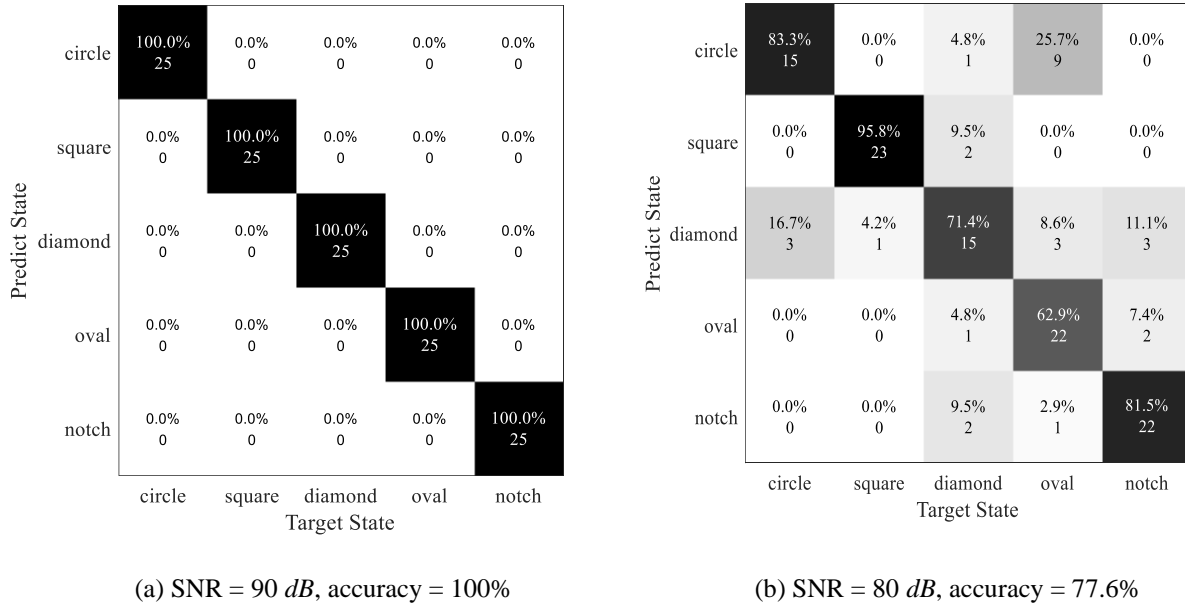 circle 100.0% 0.0% 0.0% 0.0% 0.0%
25 0 0 0 0
square 0.0% 100.0% 0.0% 0.0% 0.0%
0 25 0 0 0
diamond 0.0% 0.0% 100.0% 0.0% 0.0%
0 0 25 0 0
oval 0.0% 0.0% 0.0% 100.0% 0.0%
0 0 0 25 0
notch 0.0% 0.0% 0.0% 0.0% 100.0%
0 0 0 0 25
Predict State
circle square diamond oval notch
Target State
(a) SNR = 90 dB, accuracy = 100%
circle 83.3% 0.0% 4.8% 25.7% 0.0%
15 0 1 9 0
square 0.0% 95.8% 9.5% 0.0% 0.0%
0 23 2 0 0
diamond 16.7% 4.2% 71.4% 8.6% 11.1%
3 1 15 3 3
oval 0.0% 0.0% 4.8% 62.9% 7.4%
0 0 1 22 2
notch 0.0% 0.0% 9.5% 2.9% 81.5%
0 0 2 1 22
Predict State
circle square diamond oval notch
Target State
(b) SNR = 80 dB, accuracy = 77.6%